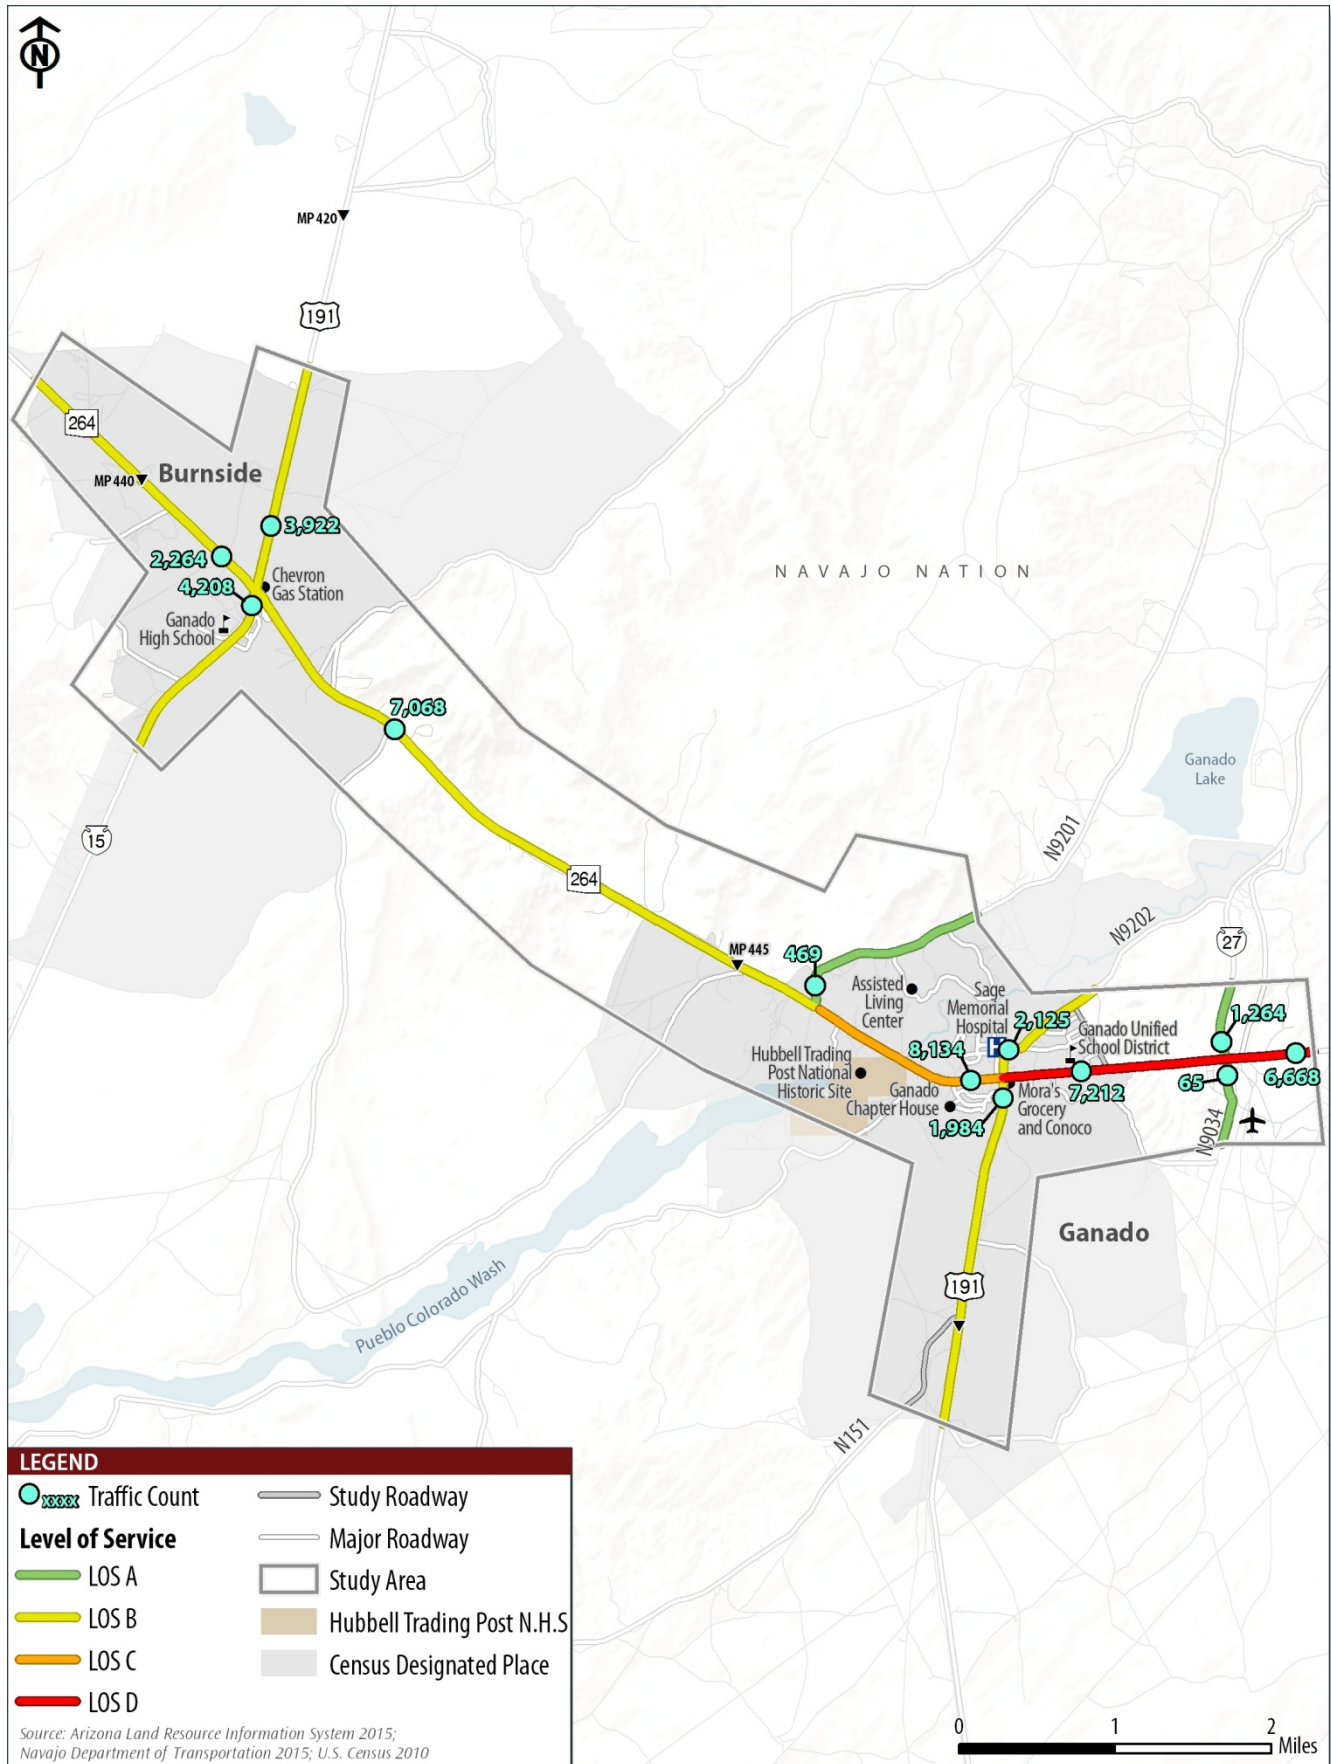 N
MP 420
191
264
Burnside
MP 440
3,922
2,264
4,208
Chevron
Gas Station
Ganado
High School
NAVAJO NATION
7,068
Ganado
Lake
15
N9201
264
N9202
27
MP 445
469
Assisted
Living
Center
Sage
Memorial
Hospital
H
2,125
Ganado Unified
School District
1,264
8,134
Hubbell Trading
Post National
Historic Site
7,212
65
6,668
Ganado
Chapter House
1,984
Mora's
Grocery
and Conoco
N9034
Ganado
Pueblo Colorado Wash
191
N151
LEGEND
xxxx Traffic Count
Level of Service
LOS A
LOS B
LOS C
LOS D
Study Roadway
Major Roadway
Study Area
Hubbell Trading Post N.H.S
Census Designated Place
Source: Arizona Land Resource Information System 2015;
Navajo Department of Transportation 2015; U.S. Census 2010
0 1 2
Miles